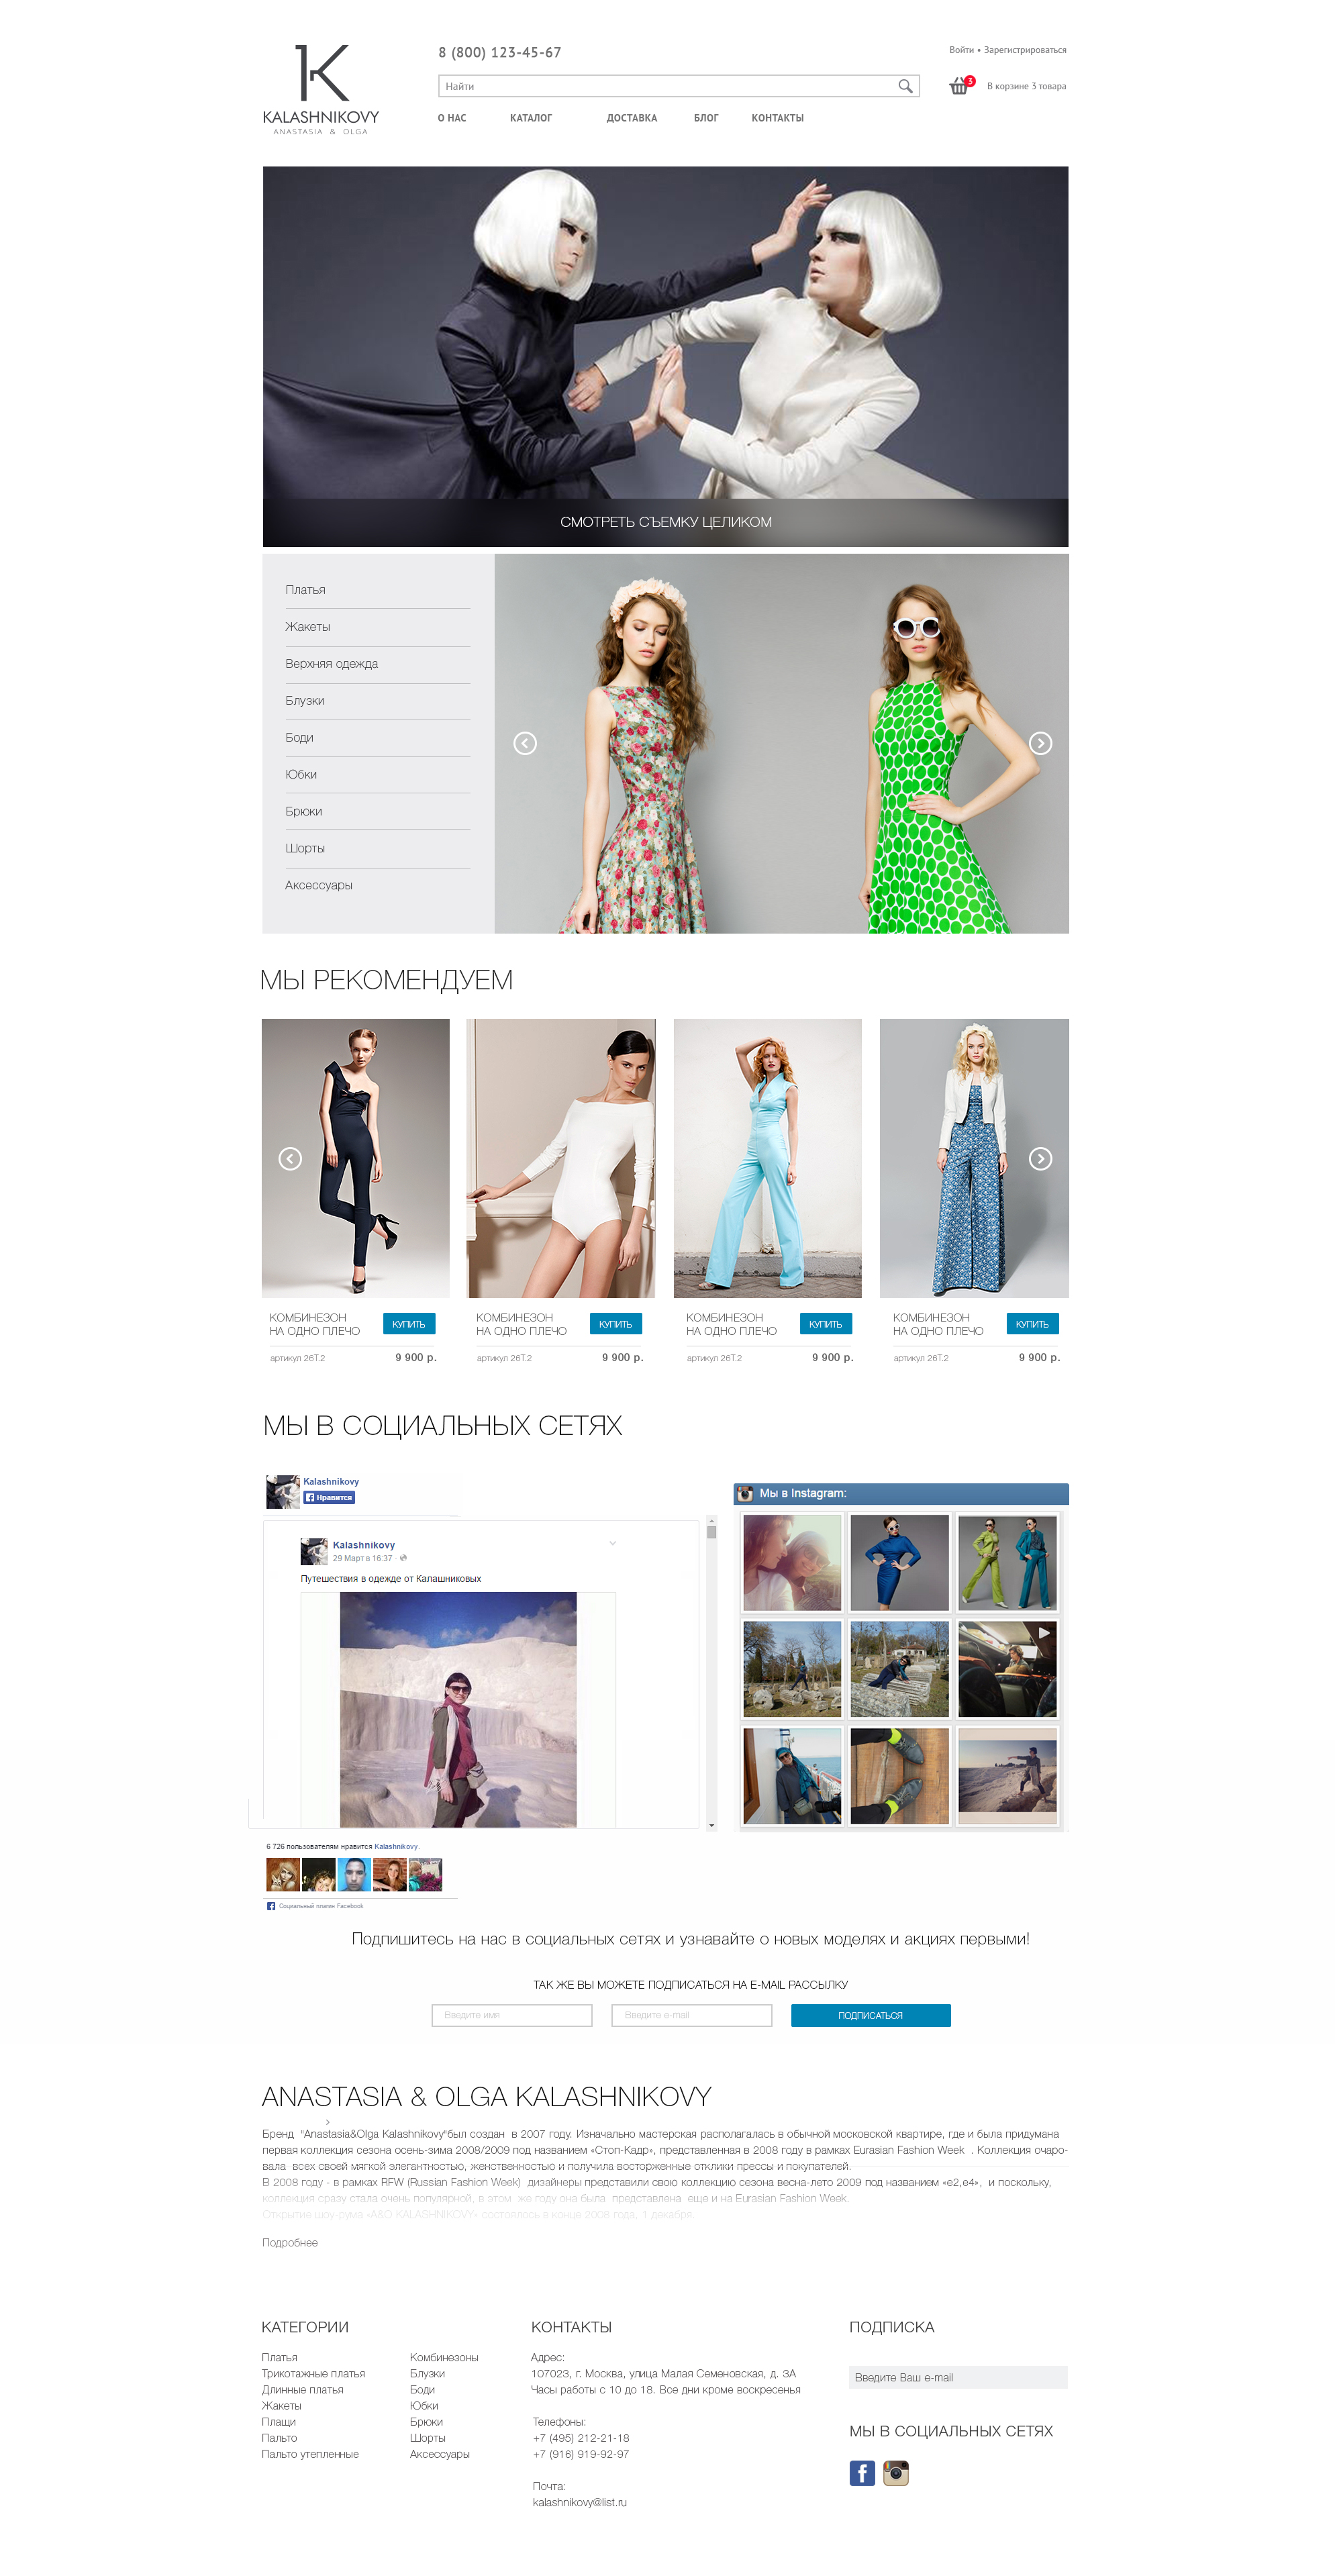 KALASHNIKOVY
ANASTASIA & OLGA
8 (800) 123-45-67
Войти • Зарегистрироваться
Найти
3
В корзине 3 товара
О НАС КАТАЛОГ ДОСТАВКА БЛОГ КОНТАКТЫ
СМОТРЕТЬ СЪЕМКУ ЦЕЛИКОМ
Платья
Жакеты
Верхняя одежда
Блузки
Боди
Юбки
Брюки
Шорты
Аксессуары
МЫ РЕКОМЕНДУЕМ
КОМБИНЕЗОН
НА ОДНО ПЛЕЧО
КУПИТЬ
артикул 26Т.2
9 900 р.
КОМБИНЕЗОН
НА ОДНО ПЛЕЧО
КУПИТЬ
артикул 26Т.2
9 900 р.
КОМБИНЕЗОН
НА ОДНО ПЛЕЧО
КУПИТЬ
артикул 26Т.2
9 900 р.
КОМБИНЕЗОН
НА ОДНО ПЛЕЧО
КУПИТЬ
артикул 26Т.2
9 900 р.
МЫ В СОЦИАЛЬНЫХ СЕТЯХ
Kalashnikovy
Нравится
Kalashnikovy
29 Март в 16:37 ·
Путешествия в одежде от Калашниковых
6 726 пользователям нравится Kalashnikovy.
Социальный плагин Facebook
Мы в Instagram:
Подпишитесь на нас в социальных сетях и узнавайте о новых моделях и акциях первыми!
ТАК ЖЕ ВЫ МОЖЕТЕ ПОДПИСАТЬСЯ НА E-MAIL РАССЫЛКУ
Введите имя
Введите e-mail
ПОДПИСАТЬСЯ
ANASTASIA & OLGA KALASHNIKOVY
Бренд "Anastasia&Olga Kalashnikovy"был создан в 2007 году. Изначально мастерская располагалась в обычной московской квартире, где и была придумана
первая коллекция сезона осень-зима 2008/2009 под названием «Стоп-Кадр», представленная в 2008 году в рамках Eurasian Fashion Week . Коллекция очаро-
вала всех своей мягкой элегантностью, женственностью и получила восторженные отклики прессы и покупателей.
В 2008 году - в рамках RFW (Russian Fashion Week) дизайнеры представили свою коллекцию сезона весна-лето 2009 под названием «е2,е4», и поскольку,
коллекция сразу стала очень популярной, в этом же году она была представлена еще и на Eurasian Fashion Week.
Открытие шоу-рума «A&O KALASHNIKOVY» состоялось в конце 2008 года, 1 декабря.
Подробнее
КАТЕГОРИИ
Платья
Трикотажные платья
Длинные платья
Жакеты
Плащи
Пальто
Пальто утепленные
Комбинезоны
Блузки
Боди
Юбки
Брюки
Шорты
Аксессуары
КОНТАКТЫ
Адрес:
107023, г. Москва, улица Малая Семеновская, д. 3А
Часы работы с 10 до 18. Все дни кроме воскресенья
Телефоны:
+7 (495) 212-21-18
+7 (916) 919-92-97
Почта:
kalashnikovy@list.ru
ПОДПИСКА
Введите Ваш e-mail
МЫ В СОЦИАЛЬНЫХ СЕТЯХ